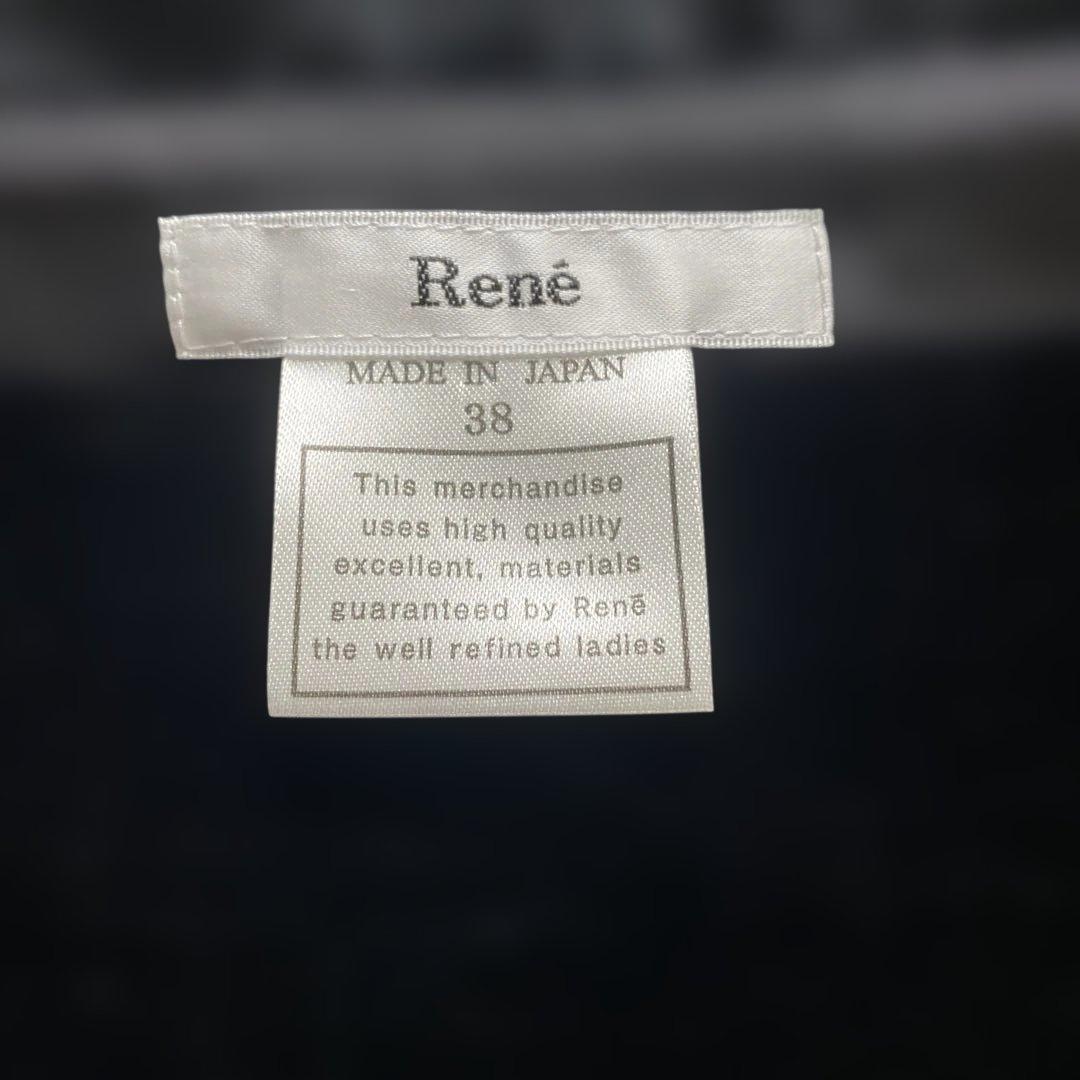 René
MADE IN JAPAN
38
This merchandise
uses high quality
excellent, materials
guaranteed by Renē
the well refined ladies